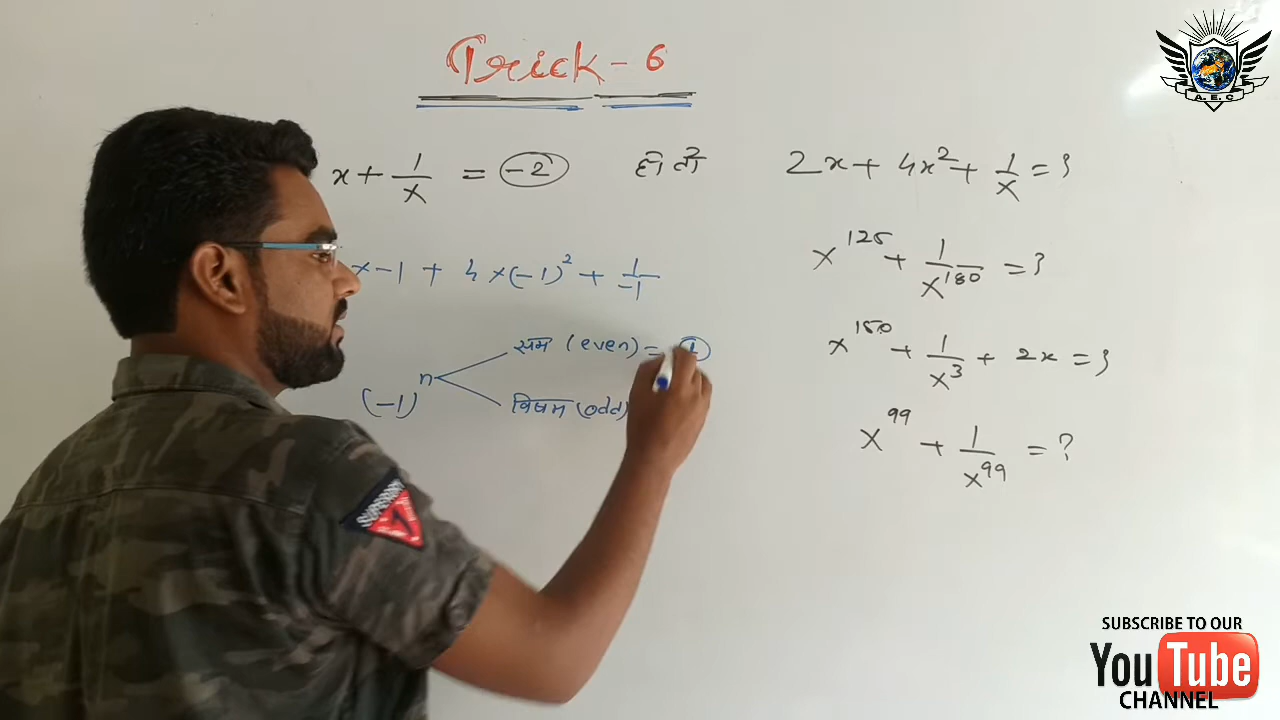 Trick - 6
x + 1/x = -2 हो तो
2x + 4x² + 1/x = ?
x - 1 + 4 × (-1)² + 1/-1
x¹²⁵ + 1/x¹⁸⁰ = ?
सम (even) =
(-1)ⁿ
विषम (odd)
x¹⁵⁰ + 1/x³ + 2x = ?
x⁹⁹ + 1/x⁹⁹ = ?
SUPERDRY
A.E.C
SUBSCRIBE TO OUR
YouTube
CHANNEL